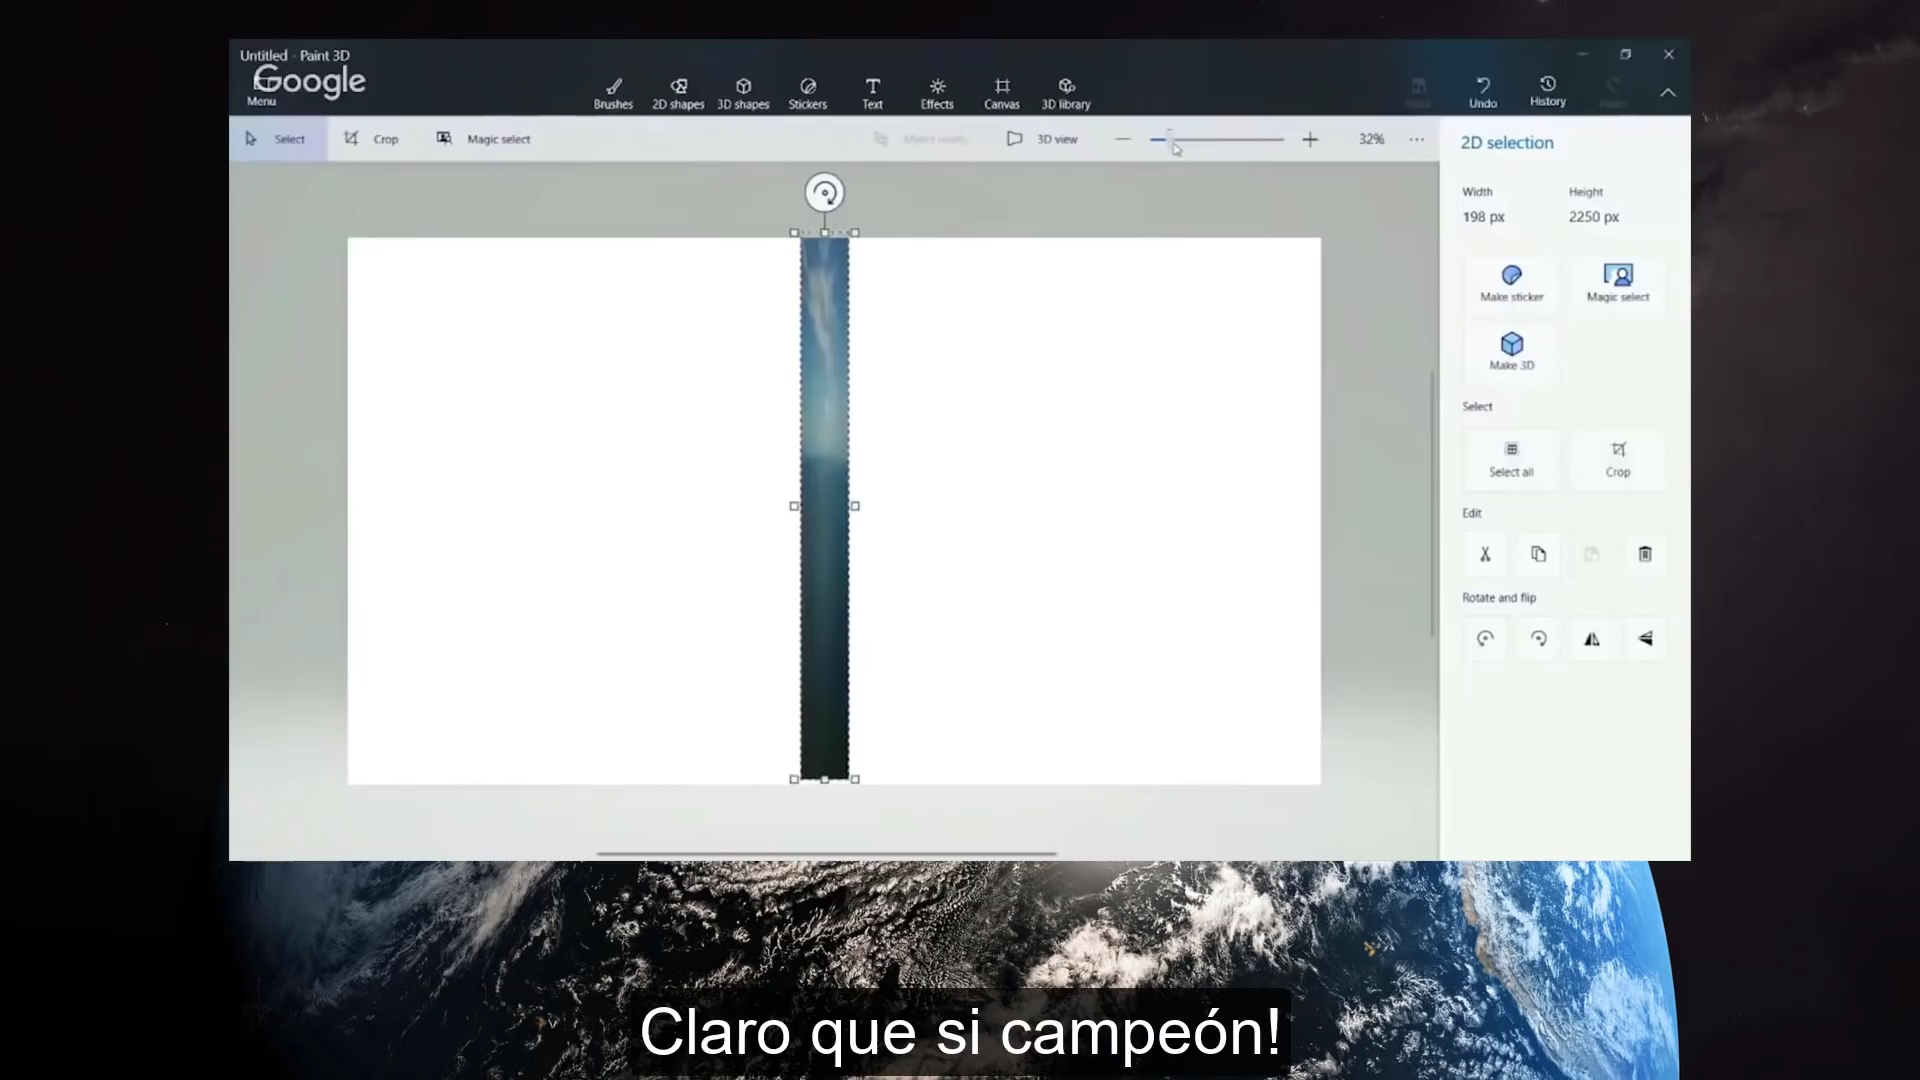 Untitled - Paint 3D
Google
Menu
Brushes
2D shapes
3D shapes
Stickers
Text
Effects
Canvas
3D library
Undo
History
Select
Crop
Magic select
3D view
32%
2D selection
Width
Height
198 px
2250 px
Make sticker
Magic select
Make 3D
Select
Select all
Crop
Edit
Rotate and flip
Claro que si campeón!